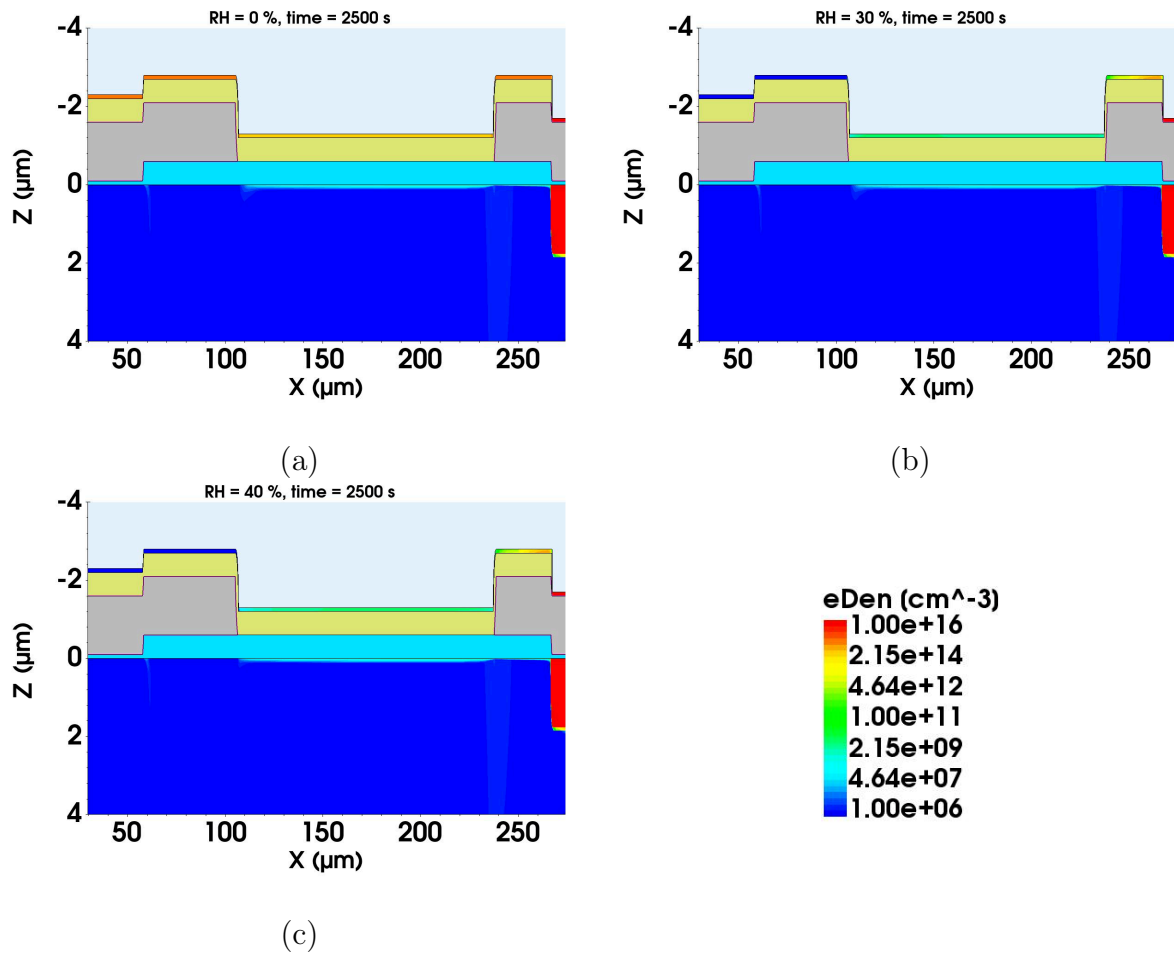 RH = 0 %, time = 2500 s
-4
-2
0
2
4
Z (µm)
50 100 150 200 250
X (µm)
(a)
RH = 30 %, time = 2500 s
-4
-2
0
2
4
Z (µm)
50 100 150 200 250
X (µm)
(b)
RH = 40 %, time = 2500 s
-4
-2
0
2
4
Z (µm)
50 100 150 200 250
X (µm)
(c)
eDen (cm^-3)
1.00e+16
2.15e+14
4.64e+12
1.00e+11
2.15e+09
4.64e+07
1.00e+06